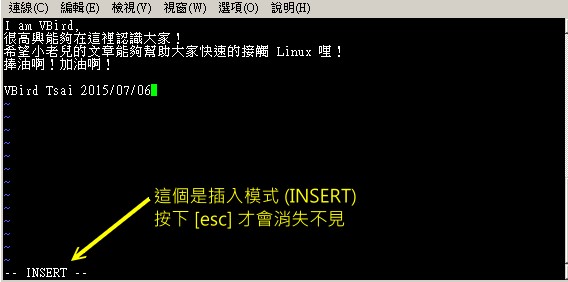 連線(C) 編輯(E) 檢視(V) 視窗(W) 選項(O) 說明(H)
I am VBird,
很高興能夠在這裡認識大家！
希望小老兒的文章能夠幫助大家快速的接觸 Linux 喔！
捧油啊！加油啊！
VBird Tsai 2015/07/06
~
~
~
~
~
~
~
~
~
~
~
~
~
這個是插入模式 (INSERT)
按下 [esc] 才會消失不見
-- INSERT --